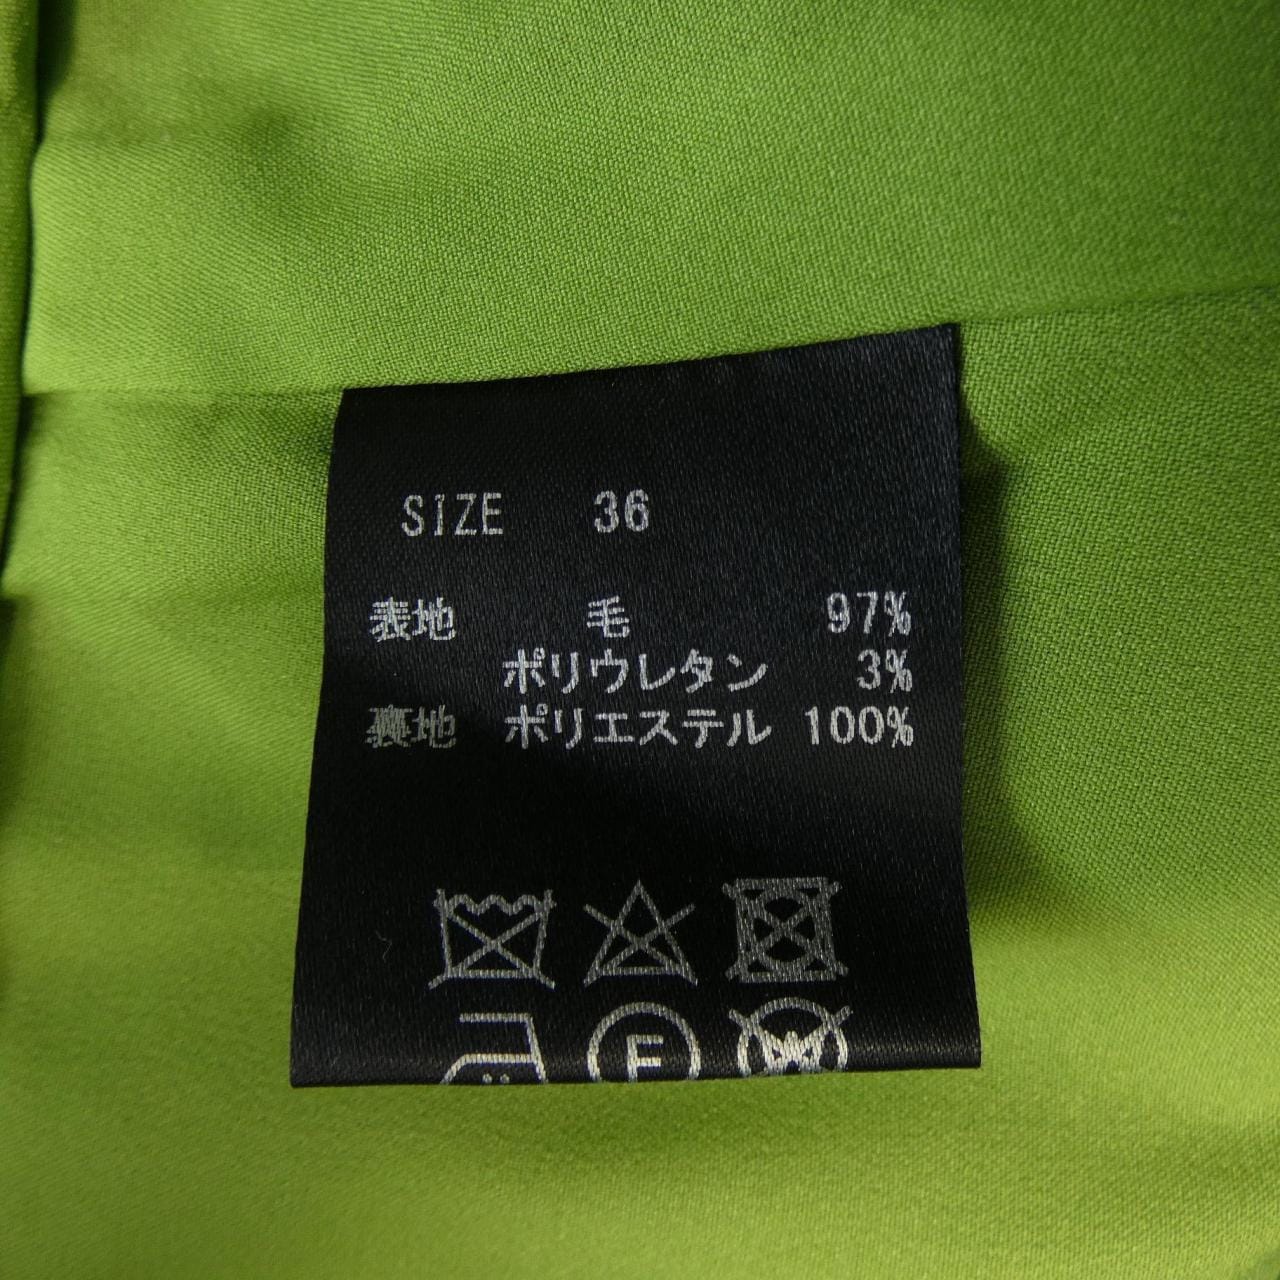 SIZE 36
表地 毛 97%
ポリウレタン 3%
裏地 ポリエステル 100%
F